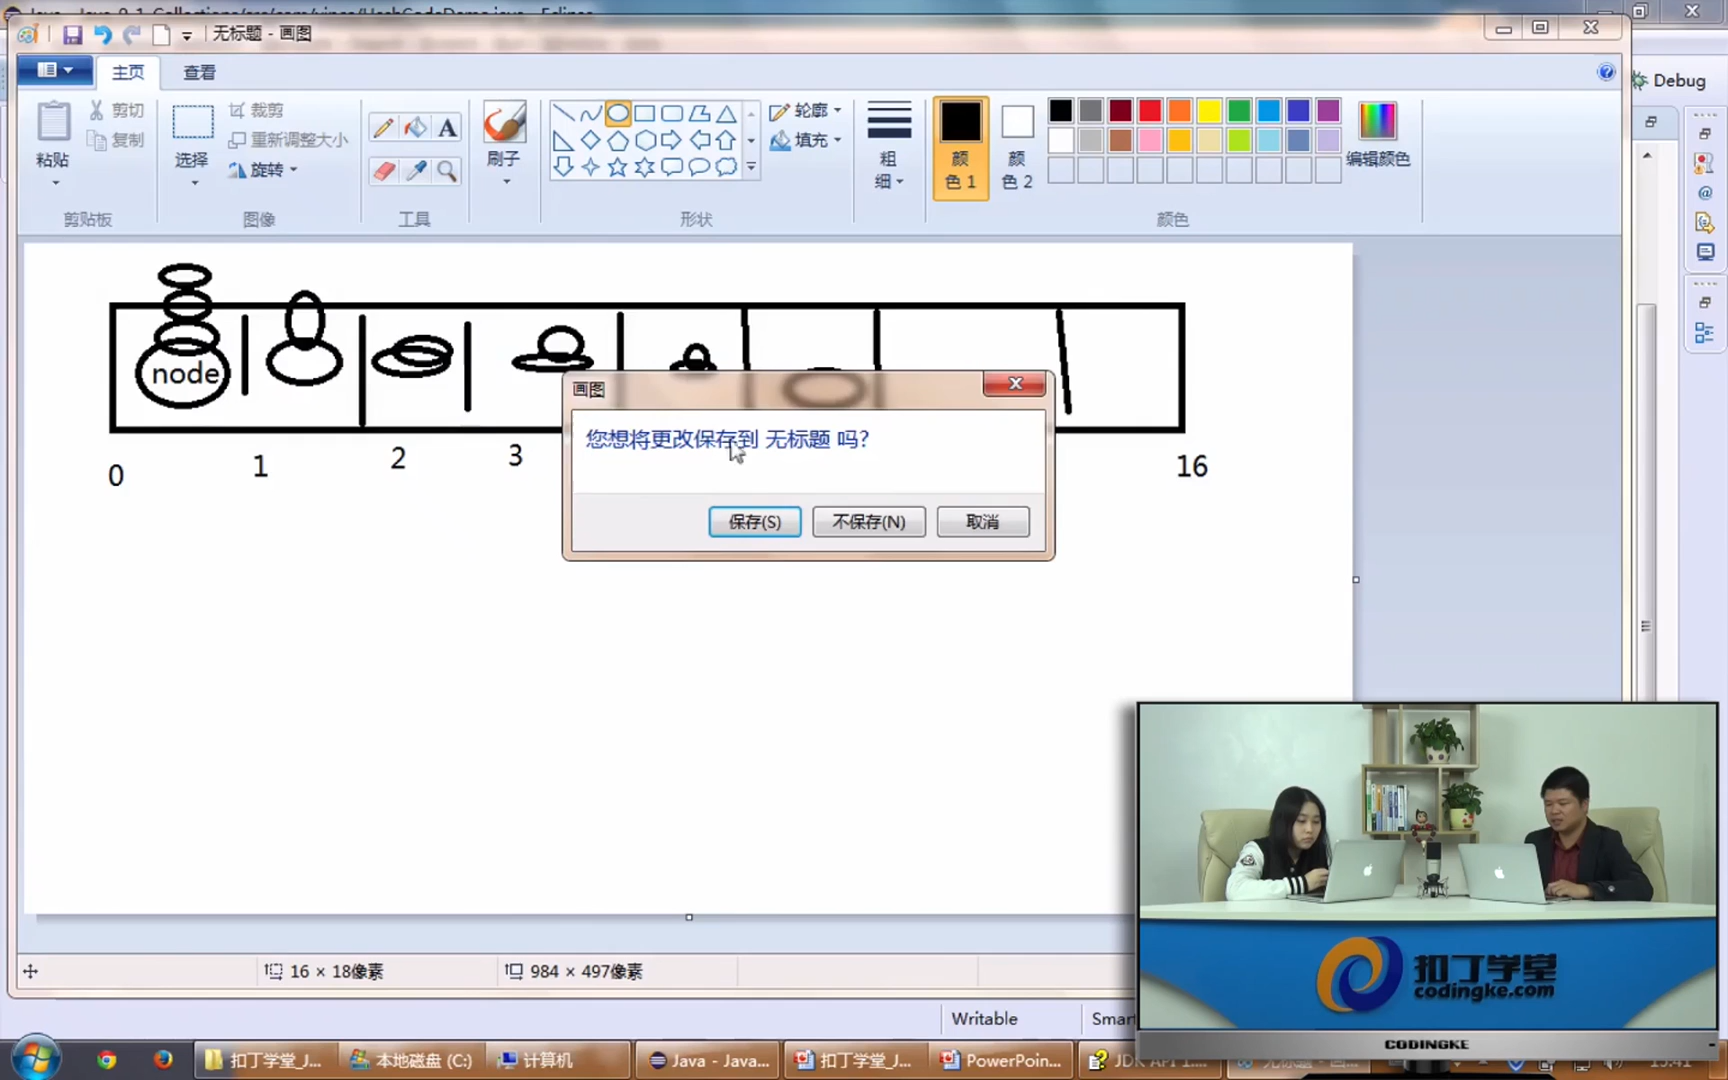 无标题 - 画图
主页
查看
Debug
粘贴
剪切
复制
剪贴板
选择
裁剪
重新调整大小
旋转
图像
A
工具
刷子
轮廓
填充
形状
粗
细
颜
色 1
颜
色 2
编辑颜色
颜色
node
0
1
2
3
16
画图
您想将更改保存到 无标题 吗?
保存(S)
不保存(N)
取消
16 × 18像素
984 × 497像素
Writable
Smar
扣丁学堂
codingke.com
CODINGKE
扣丁学堂_J...
本地磁盘 (C:)
计算机
Java - Java...
扣丁学堂_J...
PowerPoin...
JDK API 1...